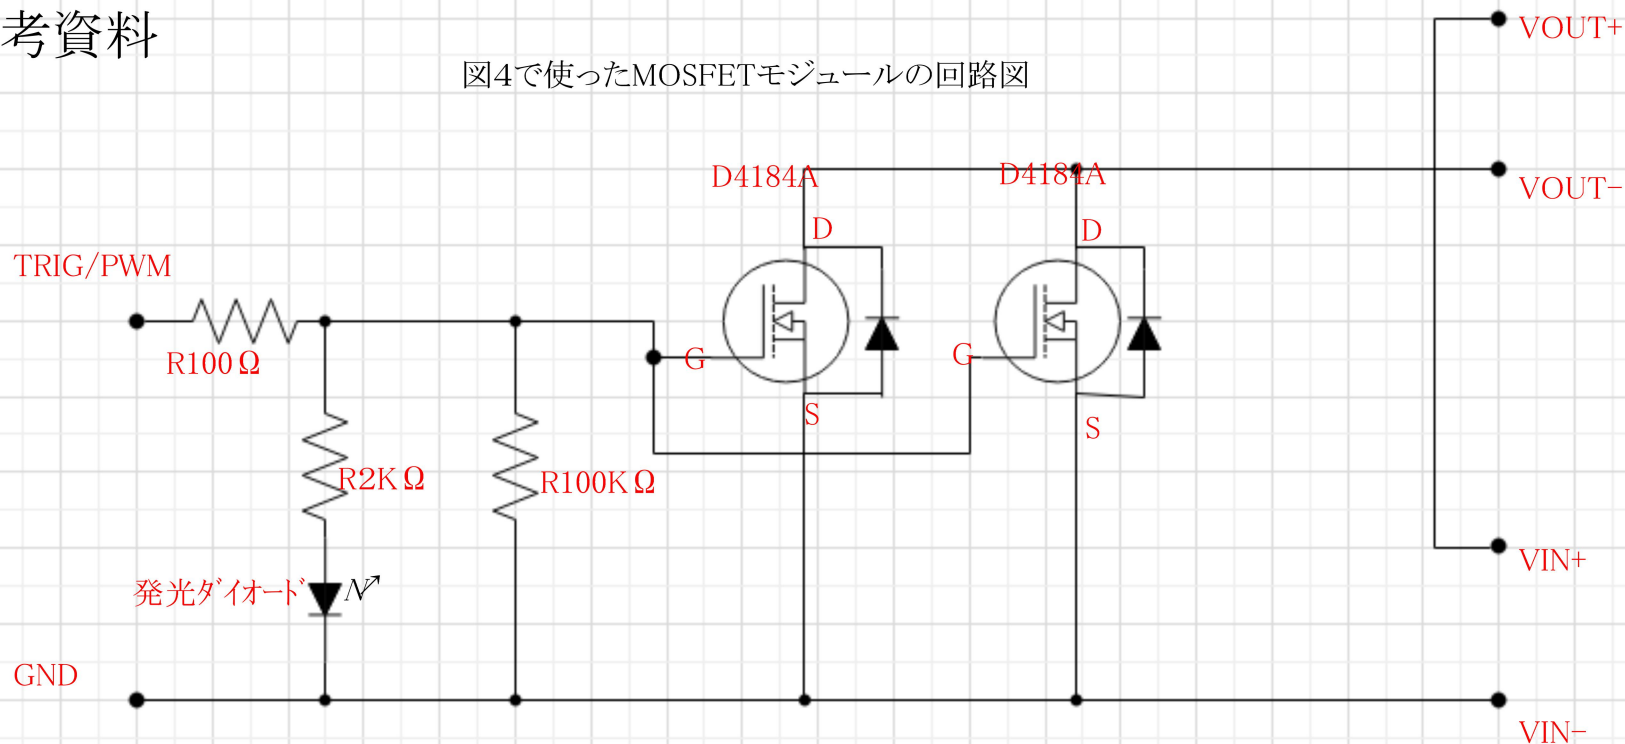 考資料
図4で使ったMOSFETモジュールの回路図
VOUT+
D4184A
D4184A
VOUT-
D
D
TRIG/PWM
R100Ω
G
G
S
S
R2KΩ
R100KΩ
VIN+
発光ダイオード
GND
VIN-